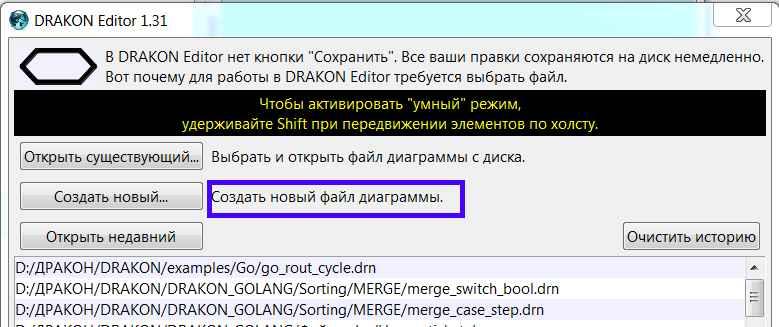 DRAKON Editor 1.31
В DRAKON Editor нет кнопки "Сохранить". Все ваши правки сохраняются на диск немедленно.
Вот почему для работы в DRAKON Editor требуется выбрать файл.
Чтобы активировать "умный" режим,
удерживайте Shift при передвижении элементов по холсту.
Открыть существующий... Выбрать и открыть файл диаграммы с диска.
Создать новый... Создать новый файл диаграммы.
Открыть недавний Очистить историю
D:/ДРАКОН/DRAKON/examples/Go/go_rout_cycle.drn
D:/ДРАКОН/DRAKON/DRAKON_GOLANG/Sorting/MERGE/merge_switch_bool.drn
D:/ДРАКОН/DRAKON/DRAKON_GOLANG/Sorting/MERGE/merge_case_step.drn